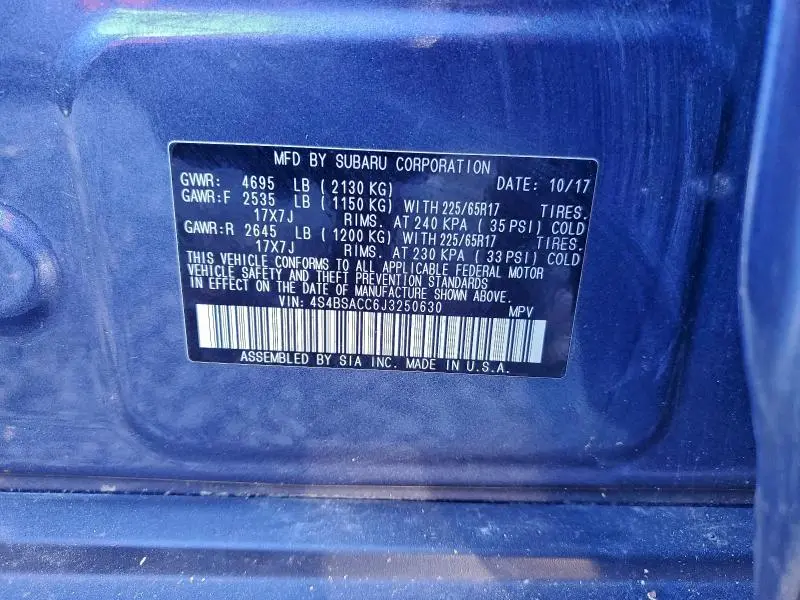 MFD BY SUBARU CORPORATION
GVWR: 4695 LB ( 2130 KG) DATE: 10/17
GAWR:F 2535 LB ( 1150 KG) WITH 225/65R17 TIRES.
17X7J RIMS. AT 240 KPA ( 35 PSI) COLD
GAWR:R 2645 LB ( 1200 KG) WITH 225/65R17 TIRES.
17X7J RIMS. AT 230 KPA ( 33 PSI) COLD
THIS VEHICLE CONFORMS TO ALL APPLICABLE FEDERAL MOTOR
VEHICLE SAFETY AND THEFT PREVENTION STANDARDS
IN EFFECT ON THE DATE OF MANUFACTURE SHOWN ABOVE.
VIN: 4S4BSACC6J3250630 MPV
ASSEMBLED BY SIA INC. MADE IN U.S.A.